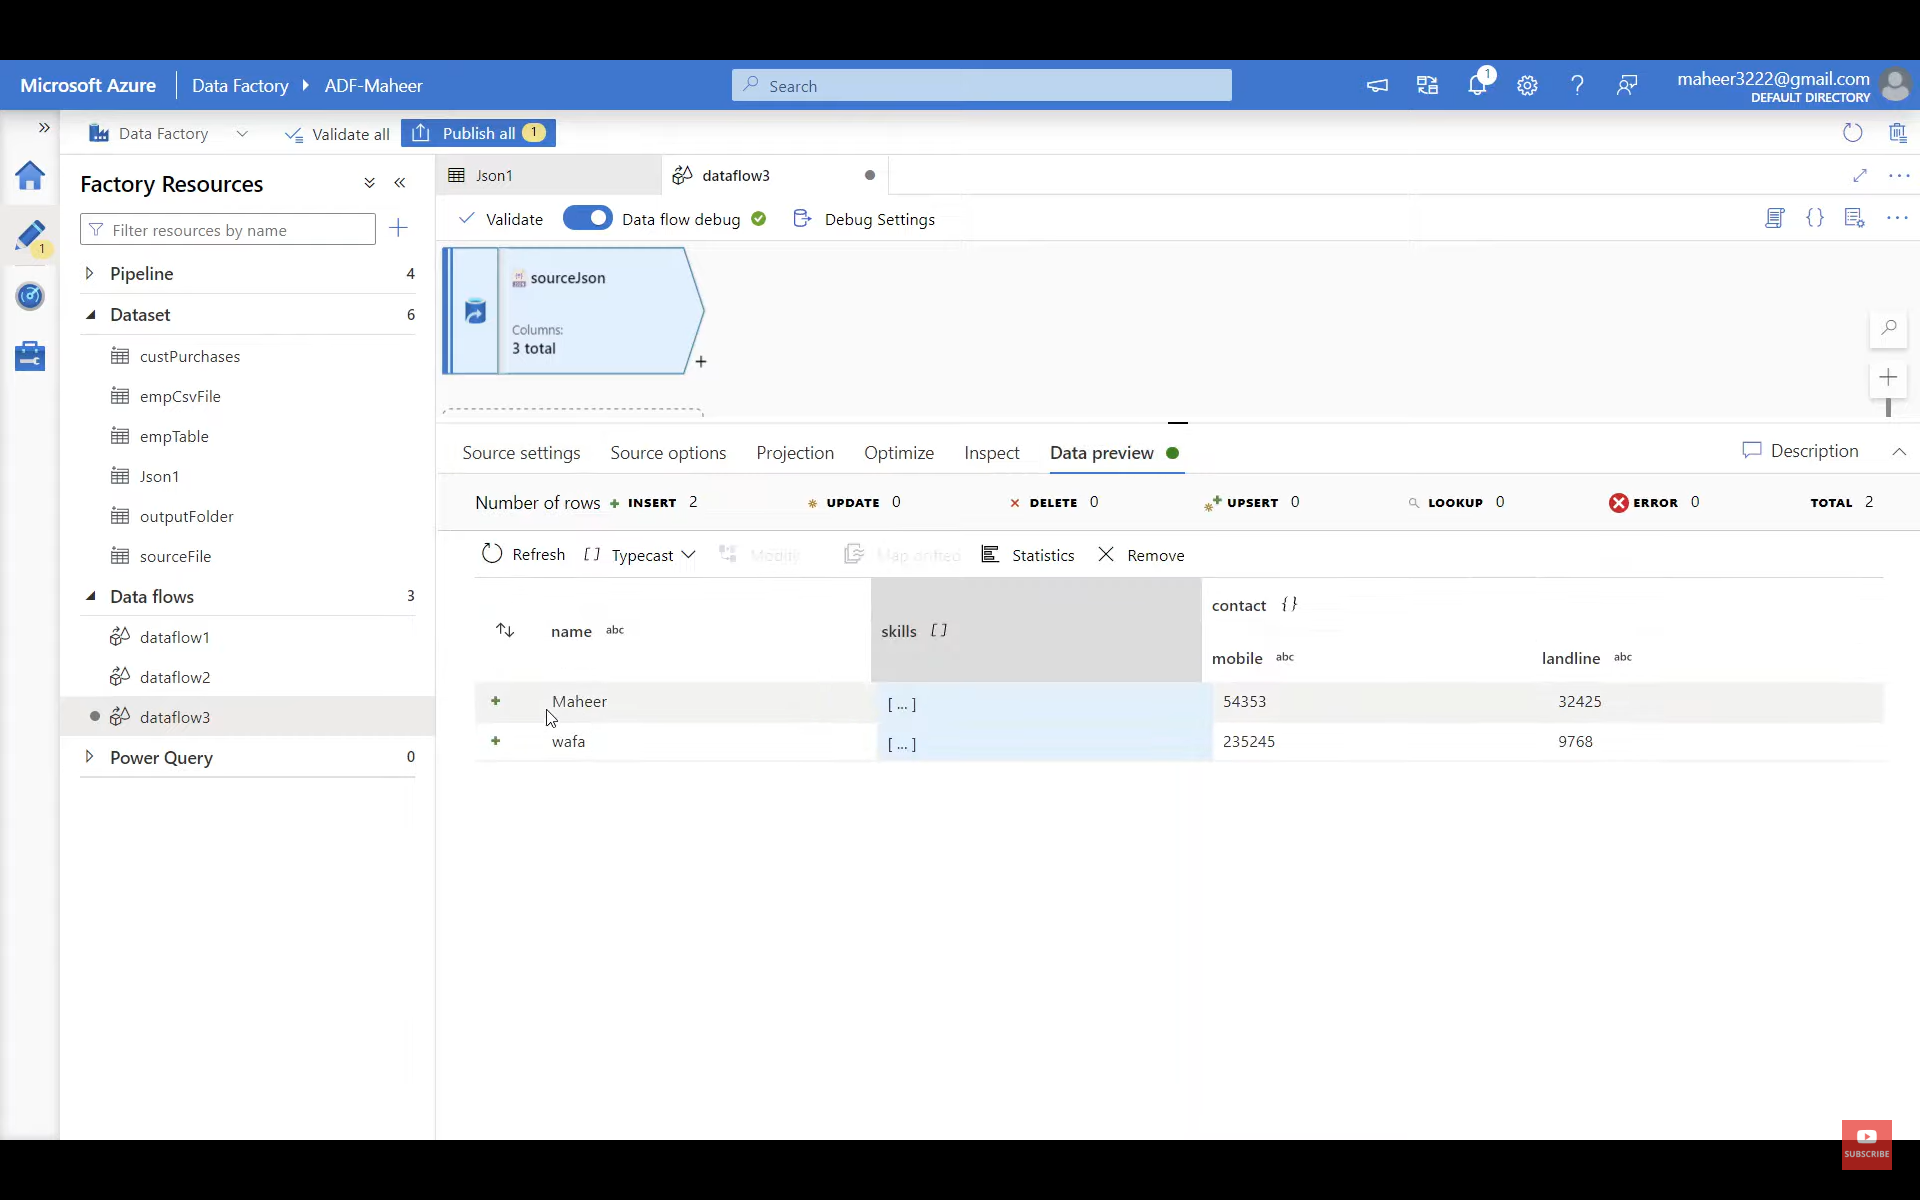 Microsoft Azure Data Factory ADF-Maheer Search 1 maheer3222@gmail.com
DEFAULT DIRECTORY
Data Factory Validate all Publish all 1
Factory Resources
Filter resources by name
1
Pipeline 4
Dataset 6
custPurchases
empCsvFile
empTable
Json1
outputFolder
sourceFile
Data flows 3
dataflow1
dataflow2
dataflow3
Power Query 0
Json1 dataflow3
Validate Data flow debug Debug Settings
sourceJson
Columns:
3 total
+
Source settings Source options Projection Optimize Inspect Data preview Description
Number of rows + INSERT 2 UPDATE 0 DELETE 0 UPSERT 0 LOOKUP 0 ERROR 0 TOTAL 2
Refresh [ ] Typecast Modify Map drifted Statistics Remove
name abc skills [ ] contact { }
mobile abc landline abc
+ Maheer [ ... ] 54353 32425
+ wafa [ ... ] 235245 9768
SUBSCRIBE